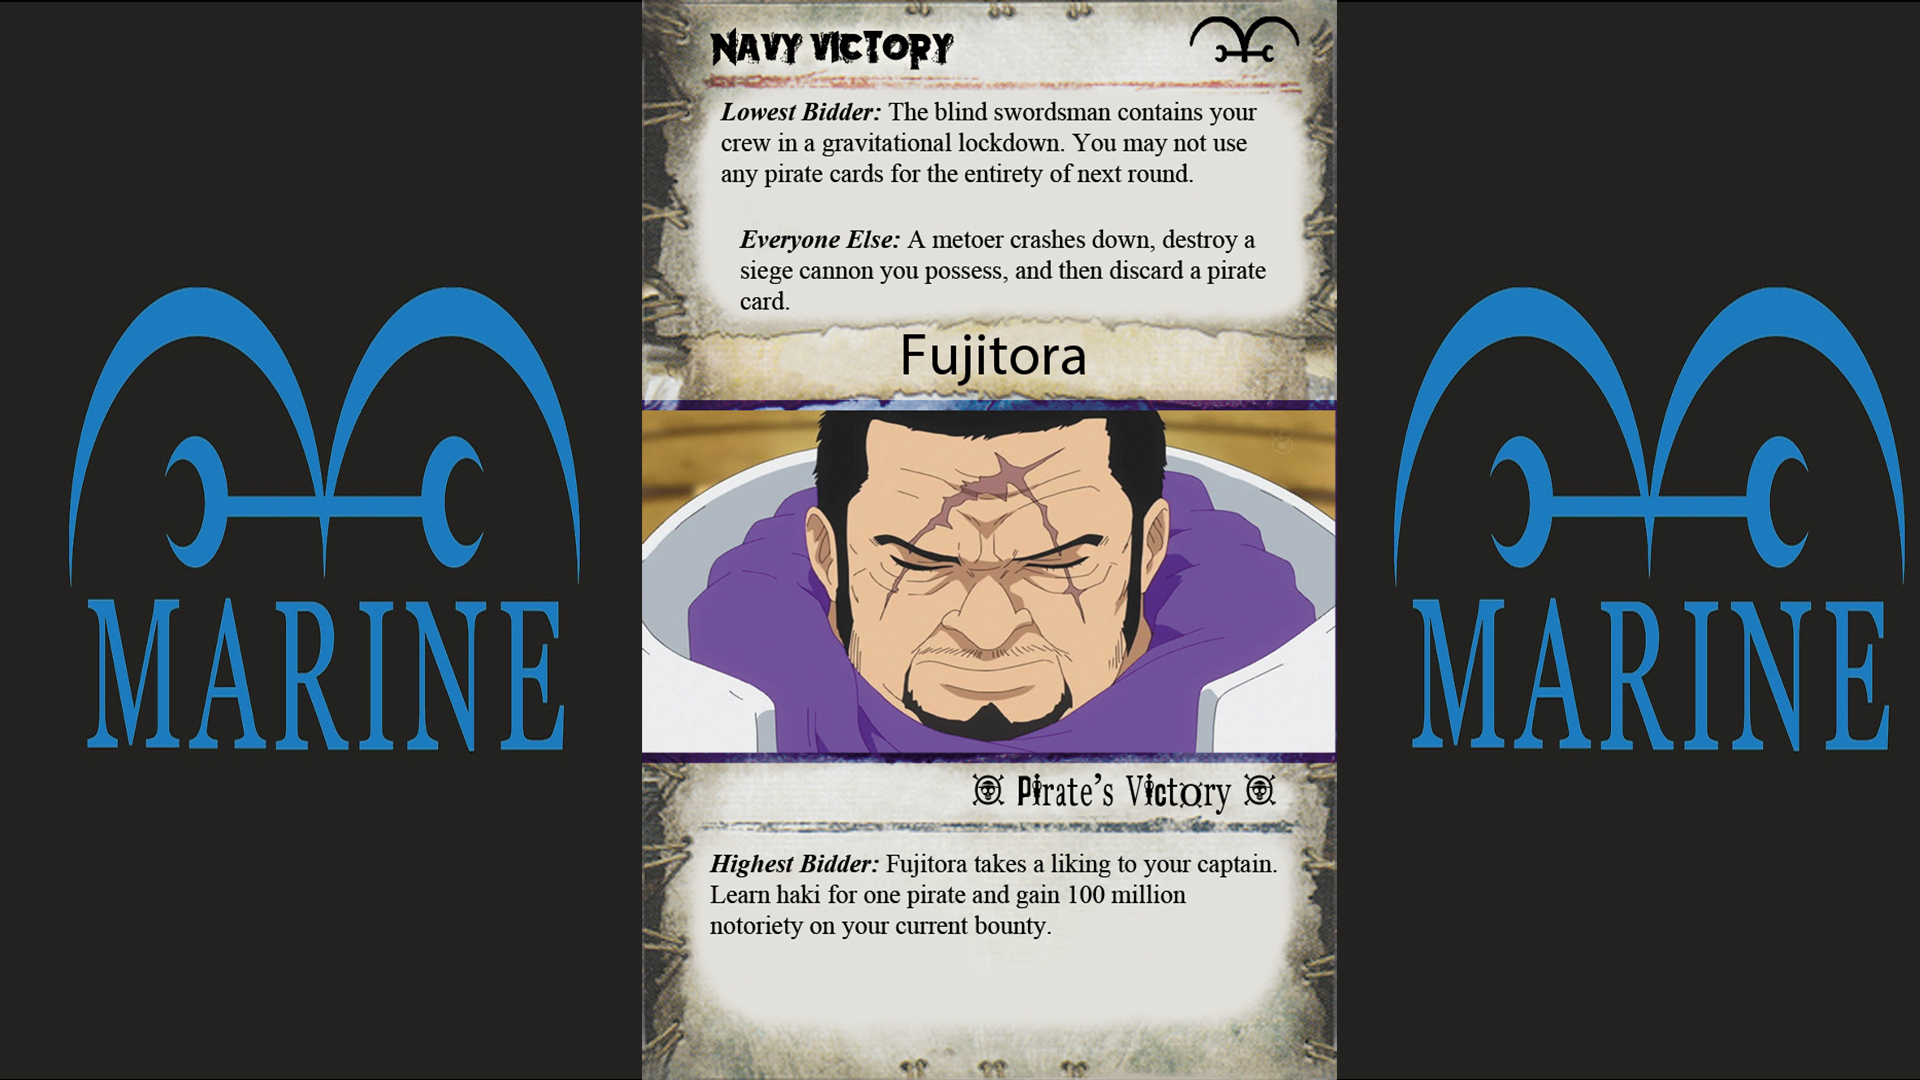 NAVY VICTORY
Lowest Bidder: The blind swordsman contains your
crew in a gravitational lockdown. You may not use
any pirate cards for the entirety of next round.
Everyone Else: A metoer crashes down, destroy a
siege cannon you possess, and then discard a pirate
card.
Fujitora
MARINE
MARINE
Pirate's Victory
Highest Bidder: Fujitora takes a liking to your captain.
Learn haki for one pirate and gain 100 million
notoriety on your current bounty.